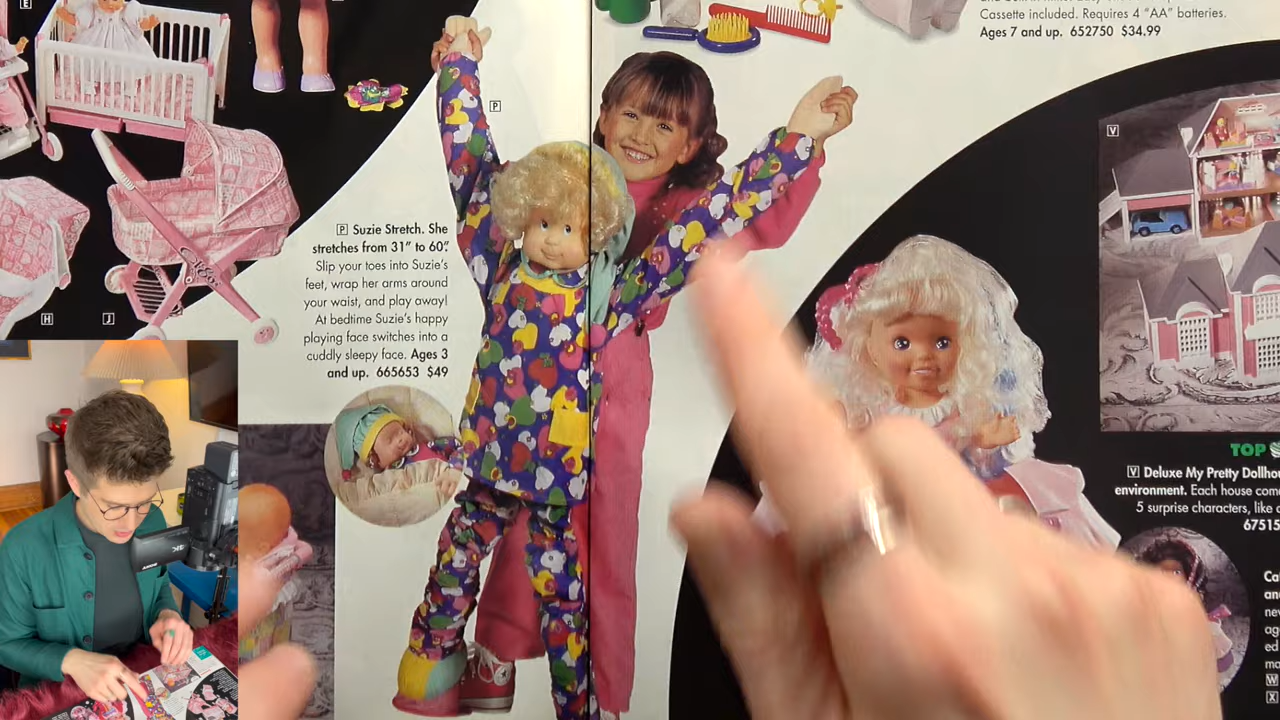 E
and
Cassette included. Requires 4 "AA" batteries.
Ages 7 and up. 652750 $34.99
P
V
P Suzie Stretch. She
stretches from 31" to 60".
Slip your toes into Suzie's
feet, wrap her arms around
your waist, and play away!
At bedtime Suzie's happy
playing face switches into a
cuddly sleepy face. Ages 3
and up. 665653 $49
H
J
TOP
V Deluxe My Pretty
environment. Each house
5 surprise characters, like
W
X